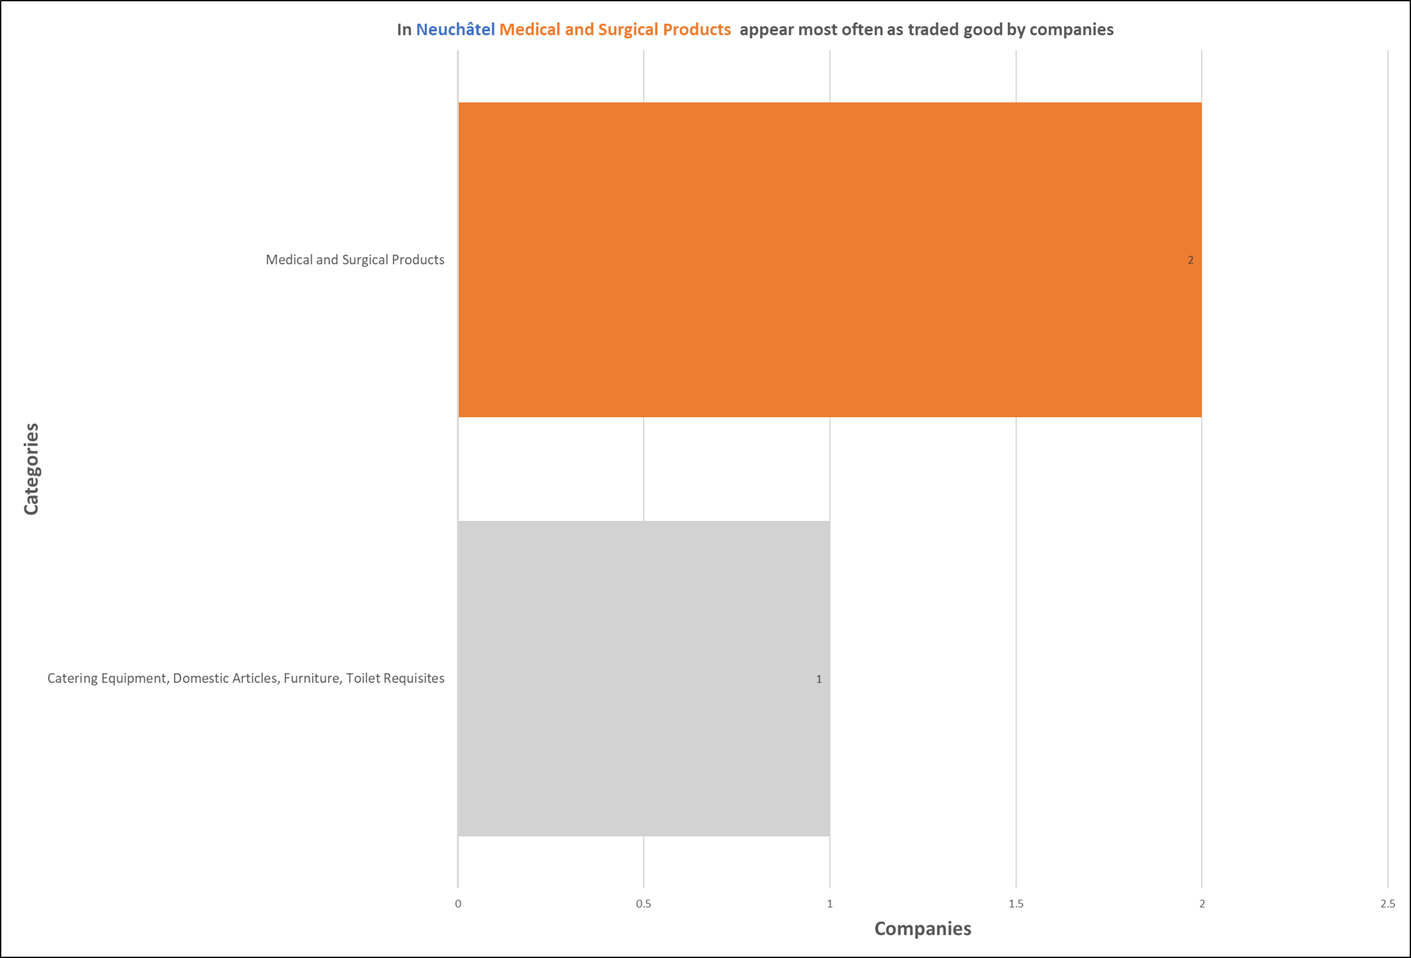 In Neuchâtel Medical and Surgical Products appear most often as traded good by companies
Medical and Surgical Products
2
Categories
Catering Equipment, Domestic Articles, Furniture, Toilet Requisites
1
0 0.5 1 1.5 2 2.5
Companies